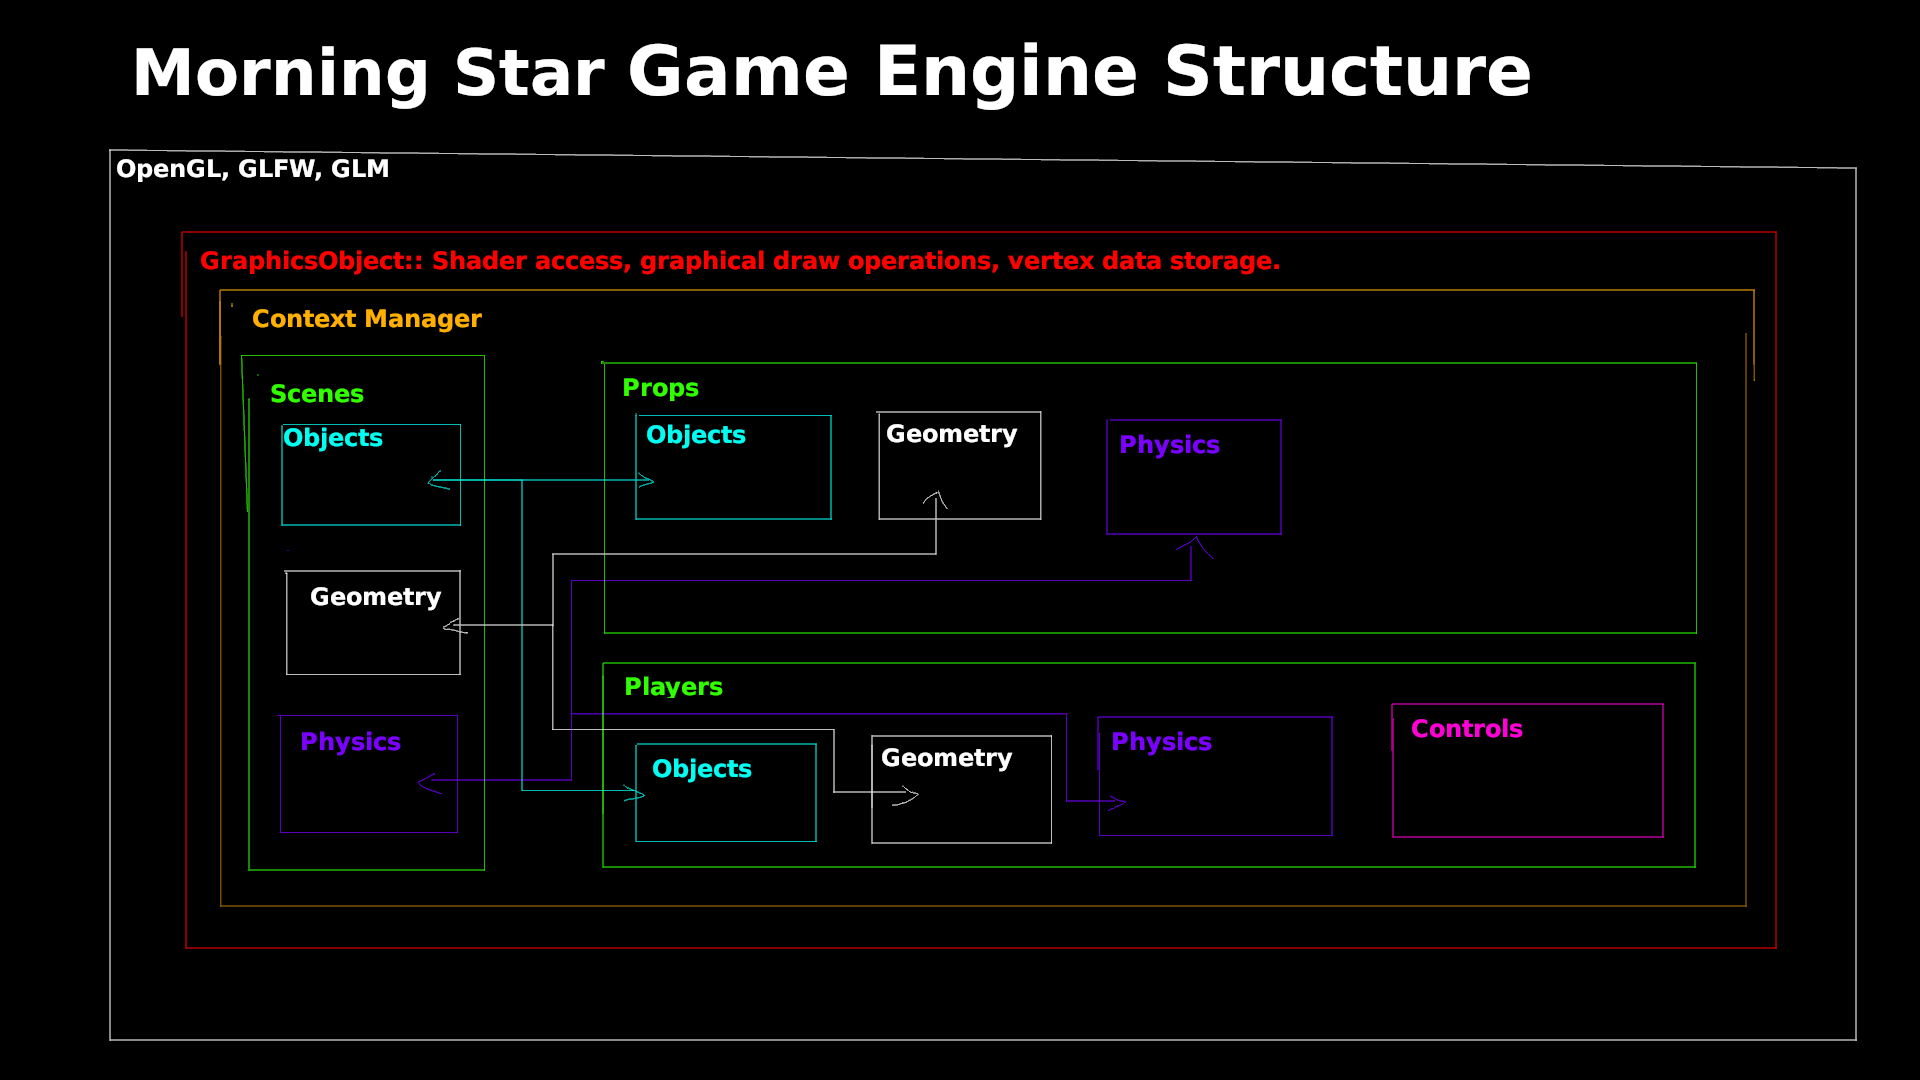 Morning Star Game Engine Structure
OpenGL, GLFW, GLM
GraphicsObject:: Shader access, graphical draw operations, vertex data storage.
Context Manager
Scenes
Objects
Geometry
Physics
Props
Objects
Geometry
Physics
Players
Objects
Geometry
Physics
Controls